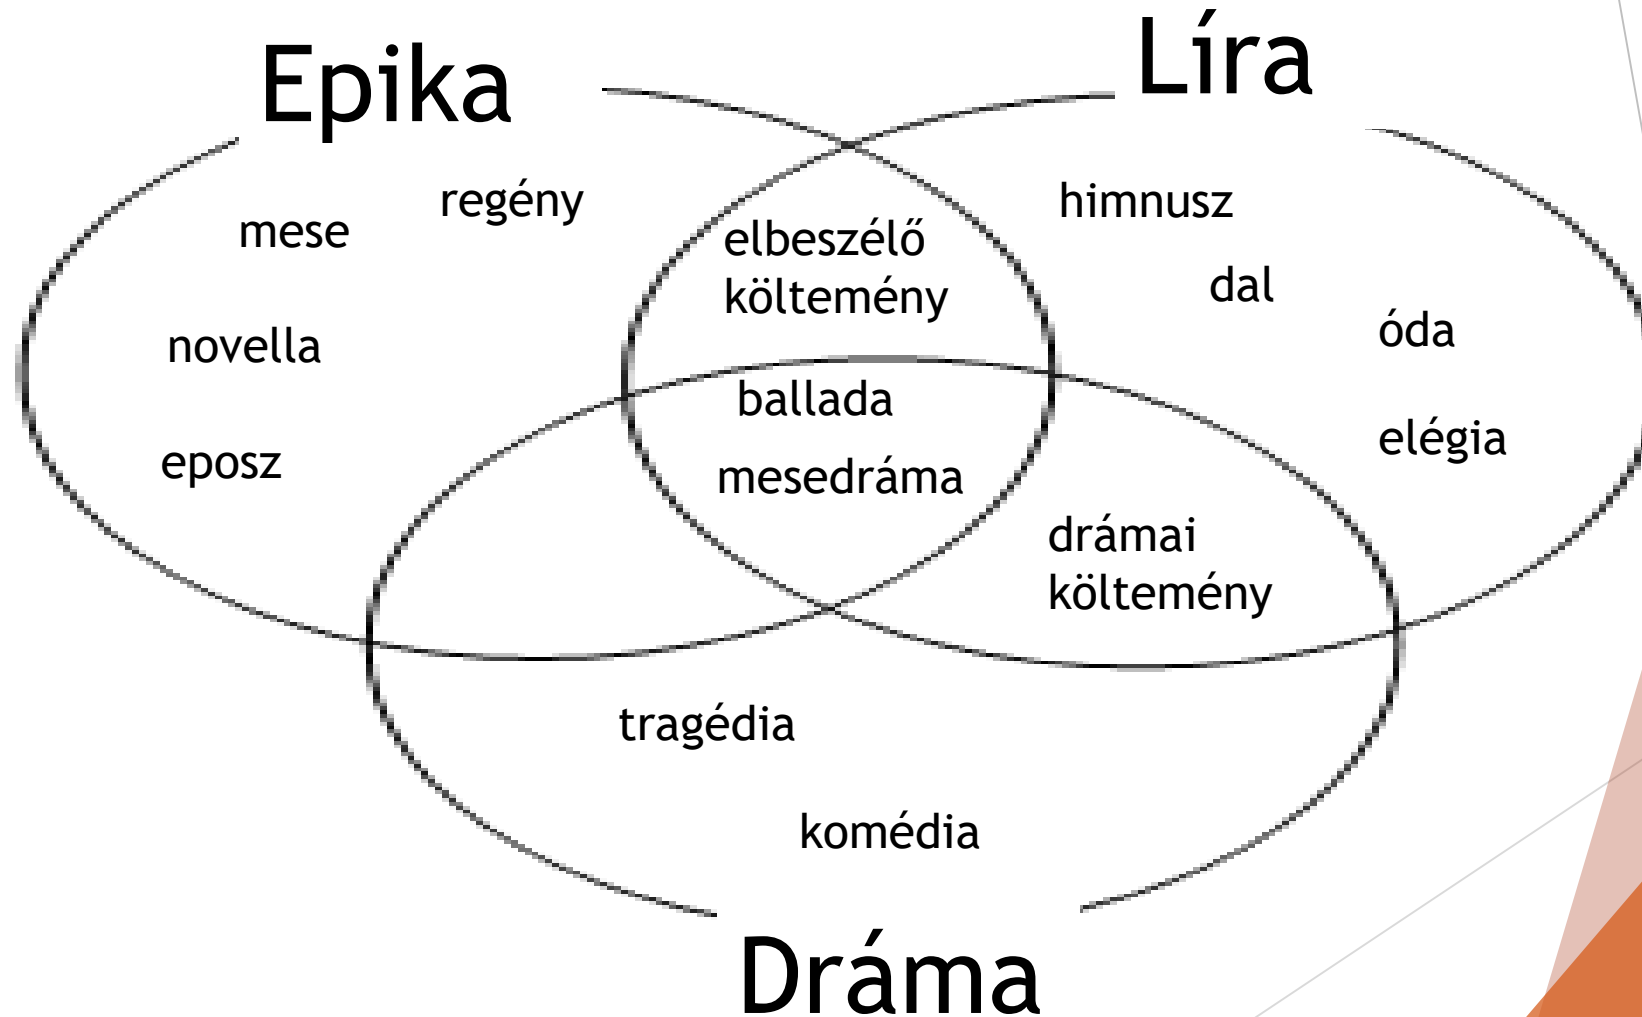 Epika
Líra
regény
mese
himnusz
elbeszélő
költemény
dal
óda
novella
ballada
elégia
eposz
mesedráma
drámai
költemény
tragédia
komédia
Dráma